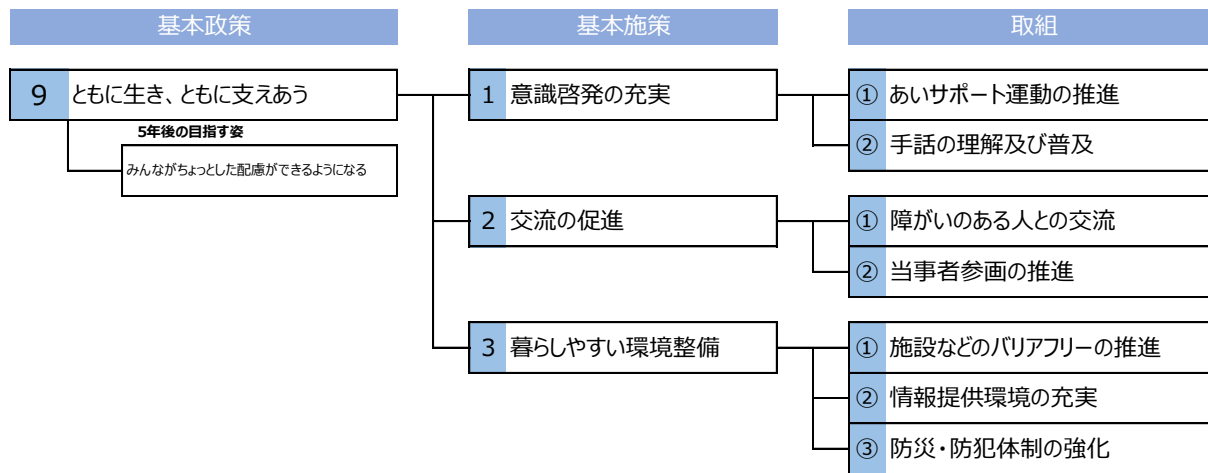 基本政策
基本施策
取組
9 ともに生き、ともに支えあう
5年後の目指す姿
みんながちょっとした配慮ができるようになる
1 意識啓発の充実
① あいサポート運動の推進
② 手話の理解及び普及
2 交流の促進
① 障がいのある人との交流
② 当事者参画の推進
3 暮らしやすい環境整備
① 施設などのバリアフリーの推進
② 情報提供環境の充実
③ 防災・防犯体制の強化